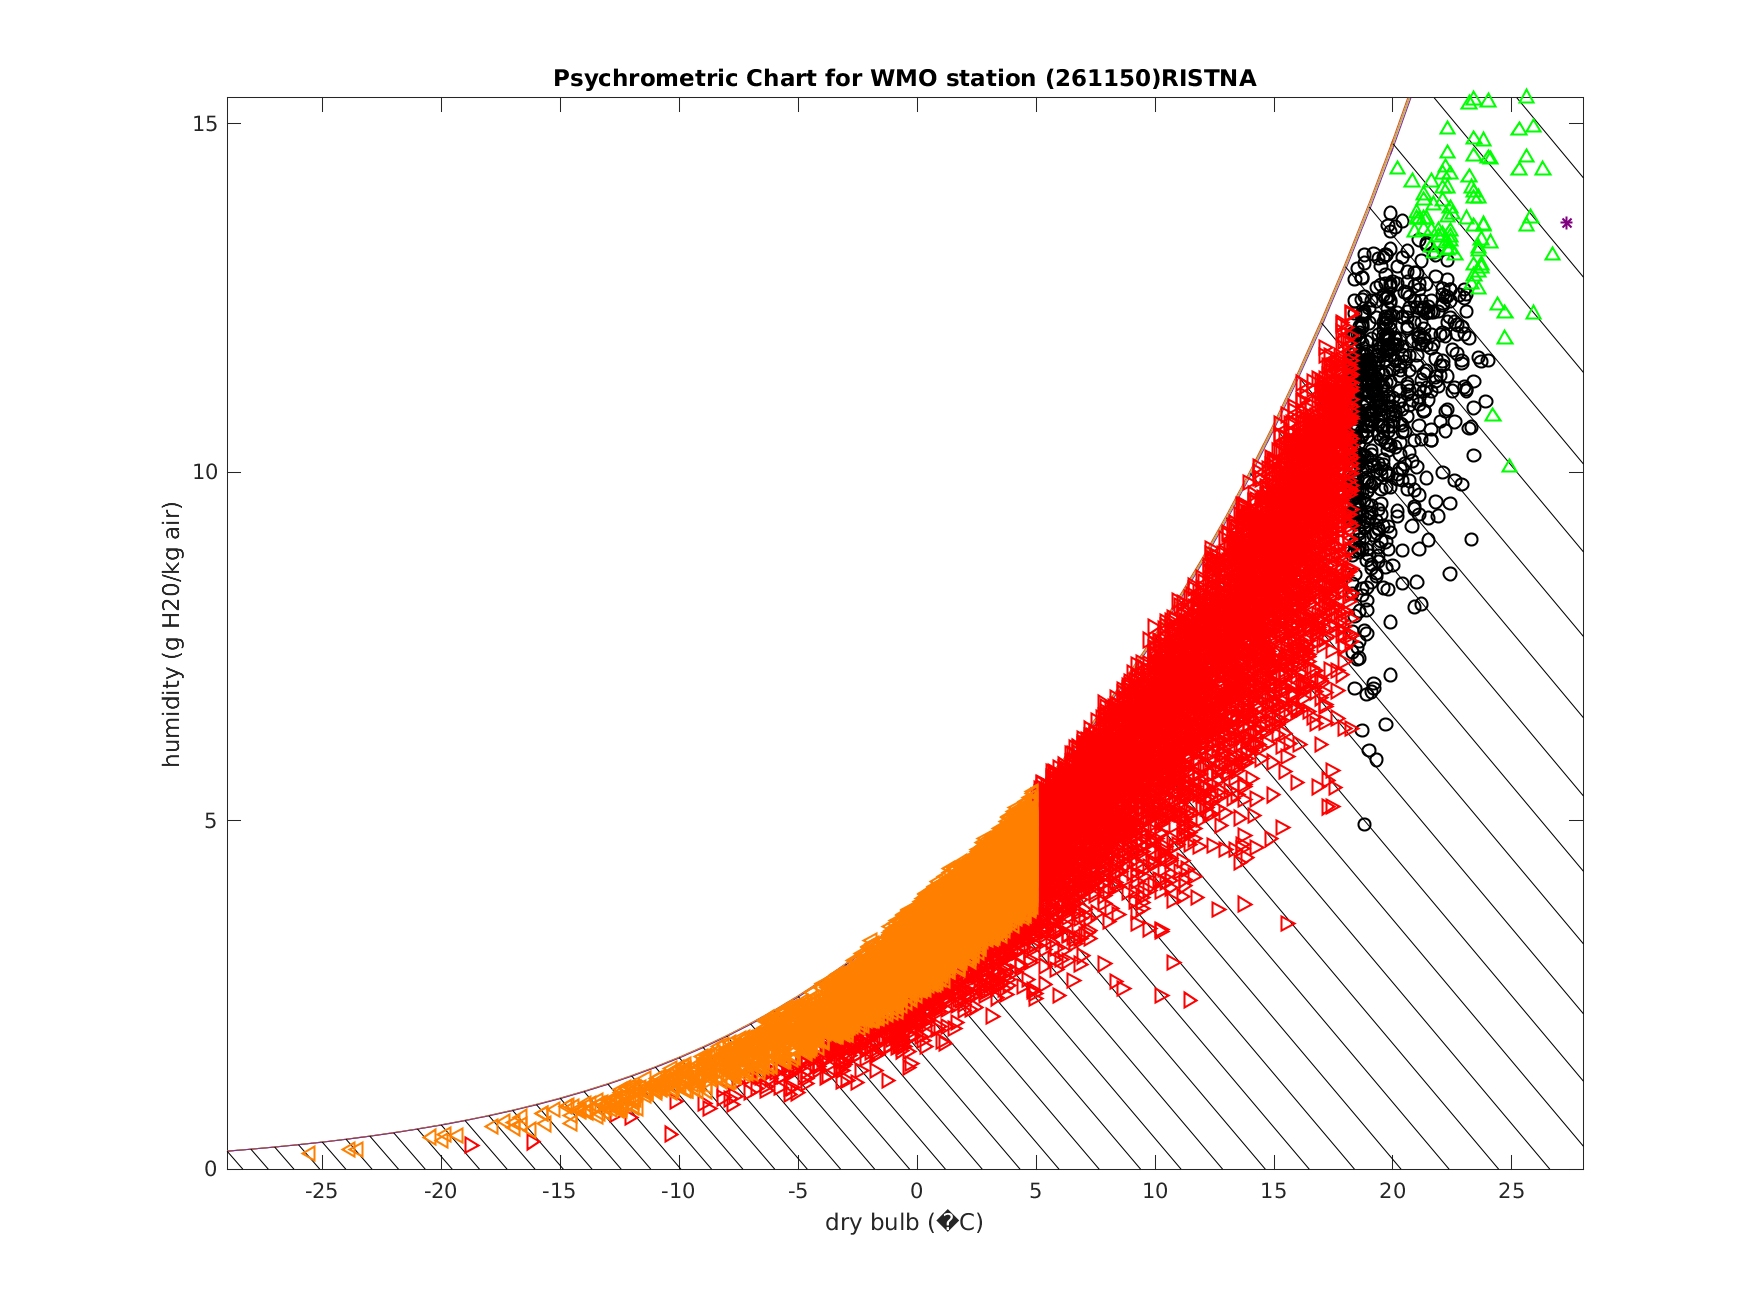 Psychrometric Chart for WMO station (261150)RISTNA
15
10
5
0
humidity (g H20/kg air)
-25 -20 -15 -10 -5 0 5 10 15 20 25
dry bulb (�C)